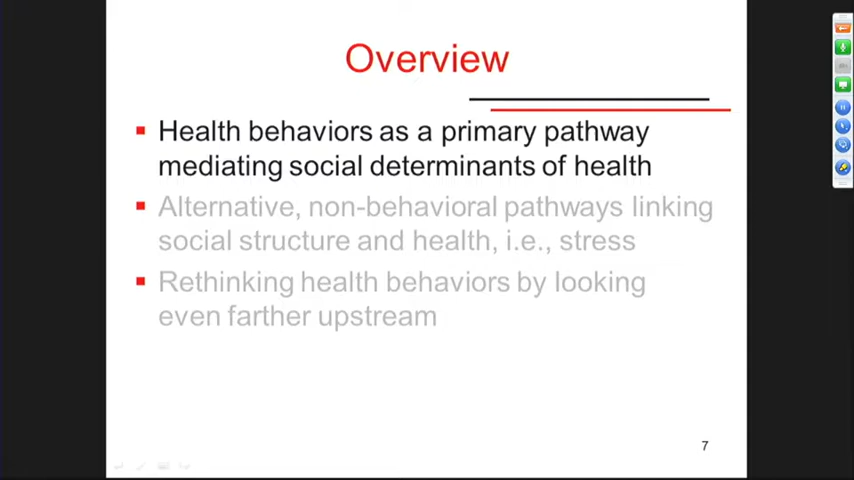 Overview
Health behaviors as a primary pathway
mediating social determinants of health
Alternative, non-behavioral pathways linking
social structure and health, i.e., stress
Rethinking health behaviors by looking
even farther upstream
7